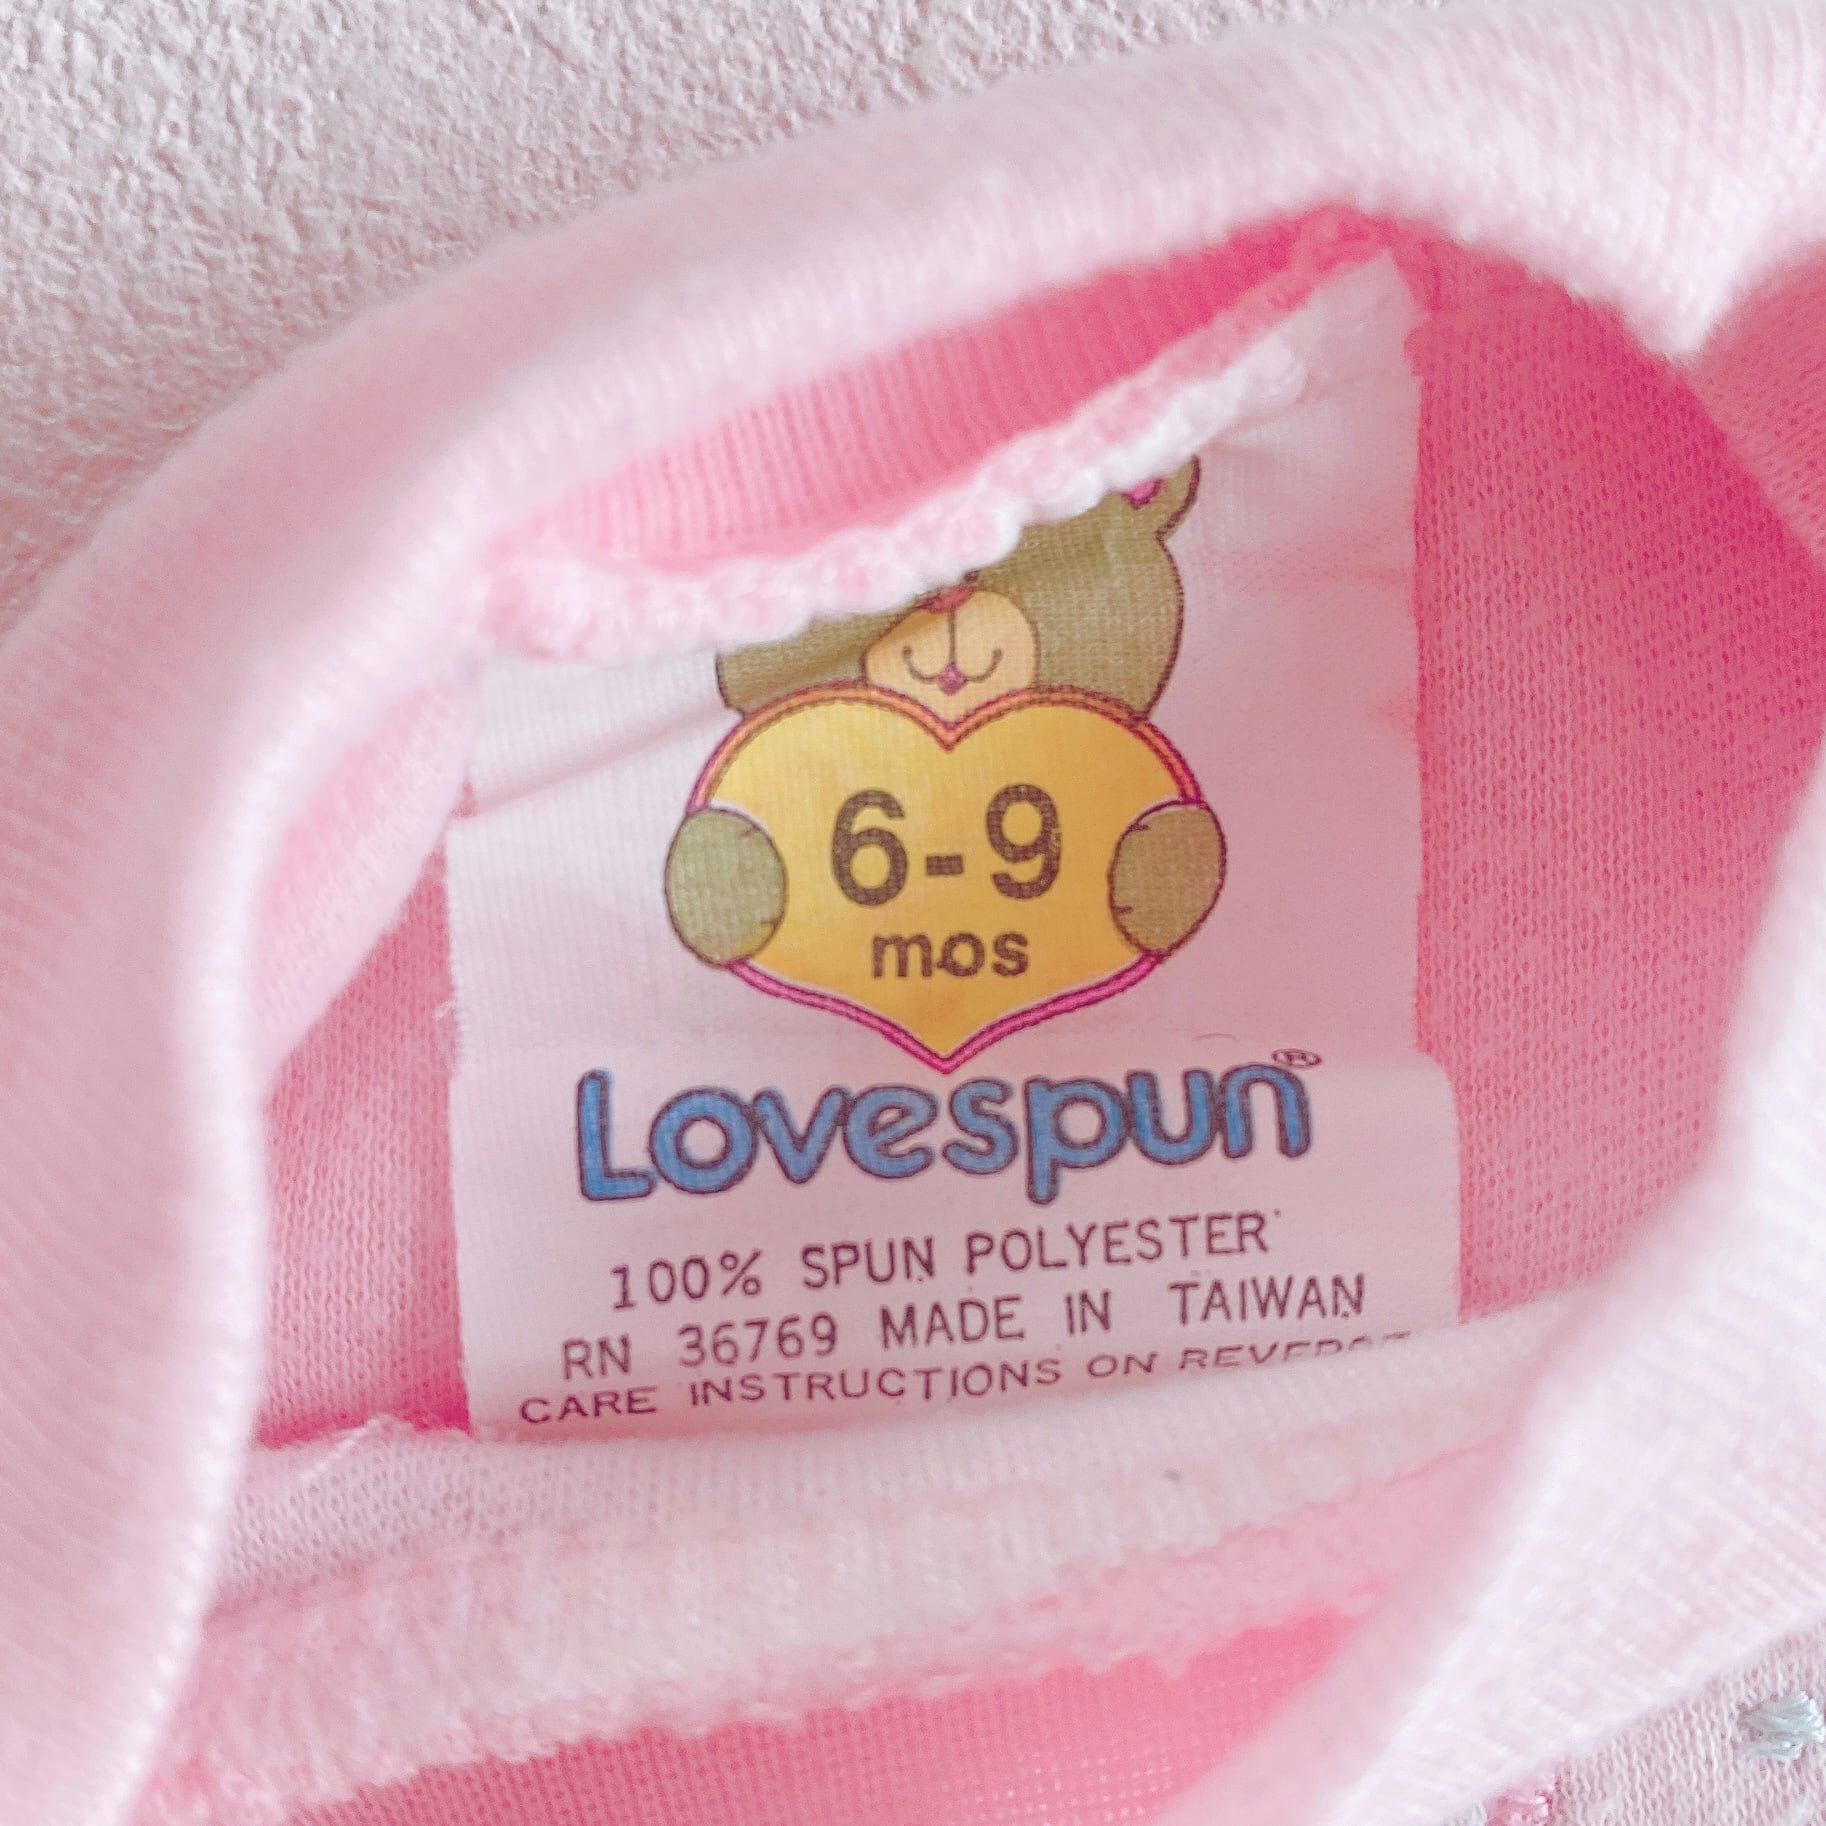 6-9
mos
Lovespun®
100% SPUN POLYESTER
RN 36769 MADE IN TAIWAN
CARE INSTRUCTIONS ON